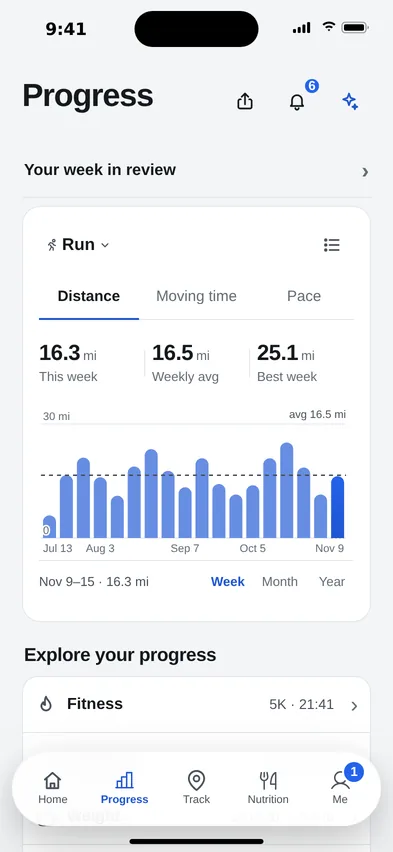 9:41
Progress
6
Your week in review
Run
Distance Moving time Pace
16.3 mi 16.5 mi 25.1 mi
This week Weekly avg Best week
30 mi avg 16.5 mi
0
Jul 13 Aug 3 Sep 7 Oct 5 Nov 9
Nov 9–15 · 16.3 mi Week Month Year
Explore your progress
Fitness 5K · 21:41
1
Home Progress Track Nutrition Me